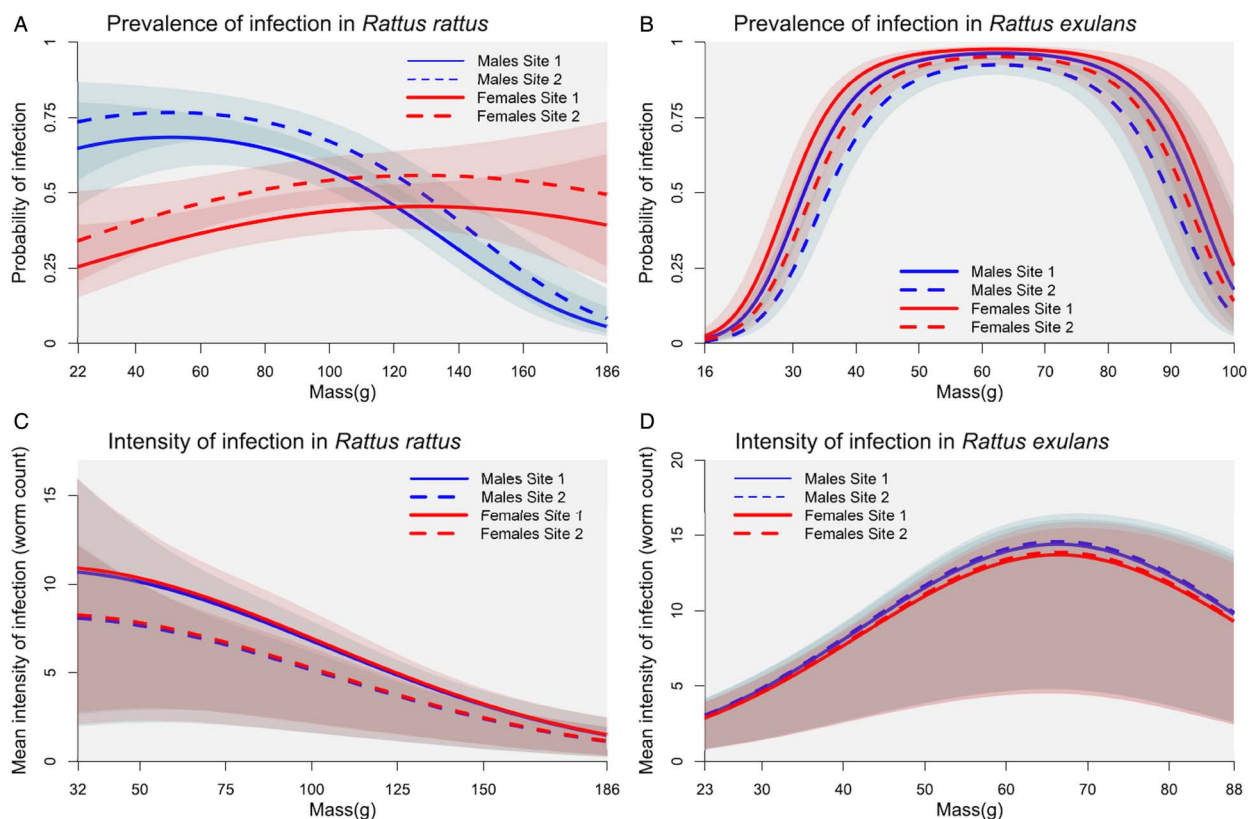 A
Prevalence of infection in Rattus rattus
Probability of infection
1
0.75
0.5
0.25
0
Males Site 1
Males Site 2
Females Site 1
Females Site 2
22 40 60 80 100 120 140 160 186
Mass(g)
B
Prevalence of infection in Rattus exulans
Probability of infection
1
0.75
0.5
0.25
0
Males Site 1
Males Site 2
Females Site 1
Females Site 2
16 30 40 50 60 70 80 100
Mass(g)
C
Intensity of infection in Rattus rattus
Mean intensity of infection (worm count)
15
10
5
0
Males Site 1
Males Site 2
Females Site 1
Females Site 2
32 50 75 100 125 150 186
Mass(g)
D
Intensity of infection in Rattus exulans
Mean intensity of infection (worm count)
20
15
10
5
0
Males Site 1
Males Site 2
Females Site 1
Females Site 2
23 30 40 50 60 70 80 88
Mass(g)